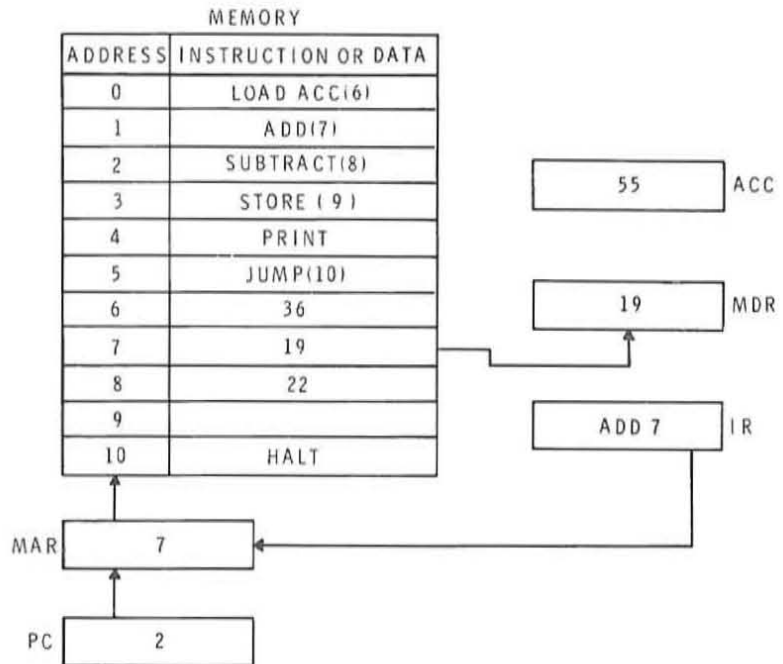 MEMORY
ADDRESS INSTRUCTION OR DATA
0 LOAD ACC(6)
1 ADD(7)
2 SUBTRACT(8)
3 STORE (9)
4 PRINT
5 JUMP(10)
6 36
7 19
8 22
9
10 HALT
55 ACC
19 MDR
ADD 7 IR
MAR 7
PC 2